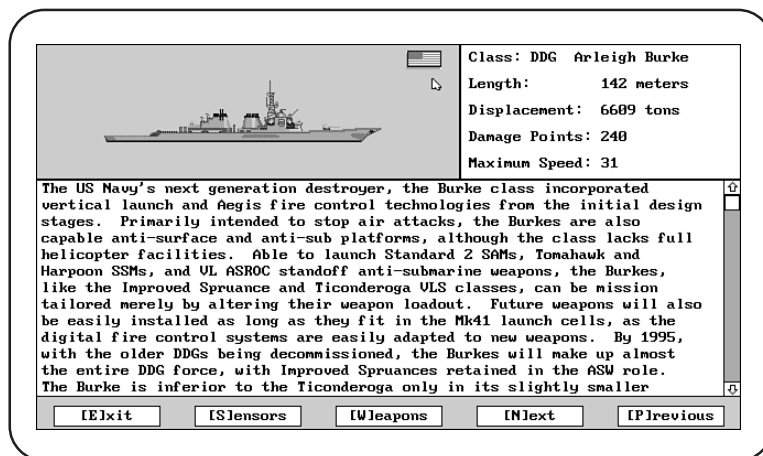 Class: DDG  Arleigh Burke
Length:         142 meters
Displacement:  6609 tons
Damage Points: 240
Maximum Speed: 31
The US Navy's next generation destroyer, the Burke class incorporated
vertical launch and Aegis fire control technologies from the initial design
stages.  Primarily intended to stop air attacks, the Burkes are also
capable anti-surface and anti-sub platforms, although the class lacks full
helicopter facilities.  Able to launch Standard 2 SAMs, Tomahawk and
Harpoon SSMs, and VL ASROC standoff anti-submarine weapons, the Burkes,
like the Improved Spruance and Ticonderoga VLS classes, can be mission
tailored merely by altering their weapon loadout.  Future weapons will also
be easily installed as long as they fit in the Mk41 launch cells, as the
digital fire control systems are easily adapted to new weapons.  By 1995,
with the older DDGs being decommissioned, the Burkes will make up almost
the entire DDG force, with Improved Spruances retained in the ASW role.
The Burke is inferior to the Ticonderoga only in its slightly smaller
[E]xit [S]ensors [W]eapons [N]ext [P]revious